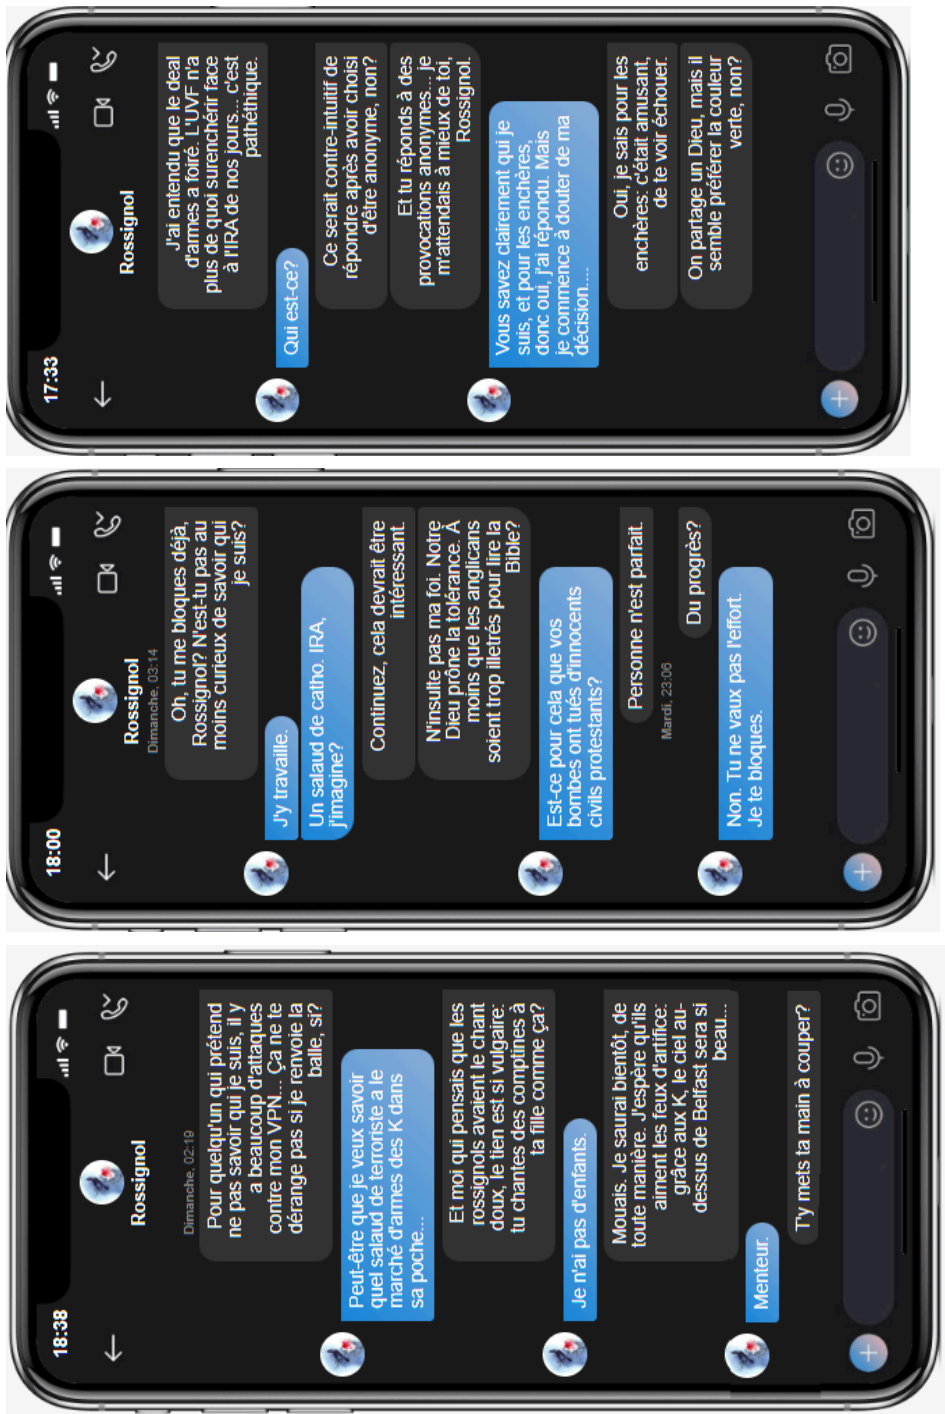 17:33
Rossignol
J'ai entendu que le deal
d'armes a foiré. L'UVF n'a
plus de quoi surenchérir face
à l'IRA de nos jours... c'est
pathéthique.
Qui est-ce?
Ce serait contre-intuitif de
répondre après avoir choisi
d'être anonyme, non?
Et tu réponds à des
provocations anonymes... je
m'attendais à mieux de toi,
Rossignol.
Vous savez clairement qui je
suis, et pour les enchères,
donc oui, j'ai répondu. Mais
je commence à douter de ma
décision....
Oui, je sais pour les
enchères: c'était amusant,
de te voir échouer.
On partage un Dieu, mais il
semble préférer la couleur
verte, non?
18:00
Rossignol
Dimanche, 03:14
Oh, tu me bloques déjà,
Rossignol? N'est-tu pas au
moins curieux de savoir qui
je suis?
J'y travaille.
Un salaud de catho. IRA,
j'imagine?
Continuez, cela devrait être
intéressant.
N'insulte pas ma foi. Notre
Dieu prône la tolérance. À
moins que les anglicans
soient trop illetrés pour lire la
Bible?
Est-ce pour cela que vos
bombes ont tués d'innocents
civils protestants?
Personne n'est parfait.
Mardi, 23:06
Du progrès?
Non. Tu ne vaux pas l'effort.
Je te bloques.
18:38
Rossignol
Dimanche, 02:19
Pour quelqu'un qui prétend
ne pas savoir qui je suis, il y
a beaucoup d'attaques
contre mon VPN... Ça ne te
dérange pas si je renvoie la
balle, si?
Peut-être que je veux savoir
quel salaud de terroriste a le
marché d'armes des K dans
sa poche...
Et moi qui pensais que les
rossignols avaient le chant
doux, le tien est si vulgaire:
tu chantes des comptines à
ta fille comme ça?
Je n'ai pas d'enfants.
Mouais. Je saurai bientôt, de
toute manière. J'espère qu'ils
aiment les feux d'artifice:
grâce aux K, le ciel au-
dessus de Belfast sera si
beau...
Menteur.
T'y mets ta main à couper?